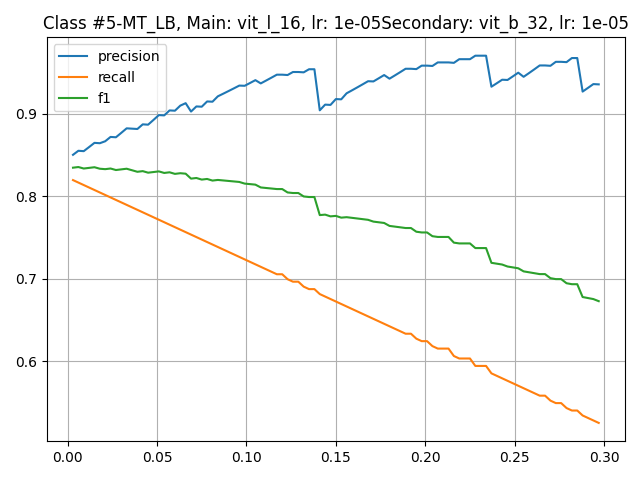 Class #5-MT_LB, Main: vit_l_16, lr: 1e-05Secondary: vit_b_32, lr: 1e-05
precision
recall
f1
0.9
0.8
0.7
0.6
0.00 0.05 0.10 0.15 0.20 0.25 0.30